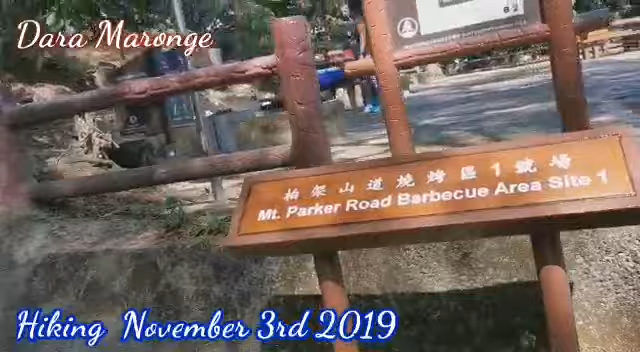 Dara Maronge
柏架山道燒烤區1號場
Mt. Parker Road Barbecue Area Site 1
Hiking November 3rd 2019